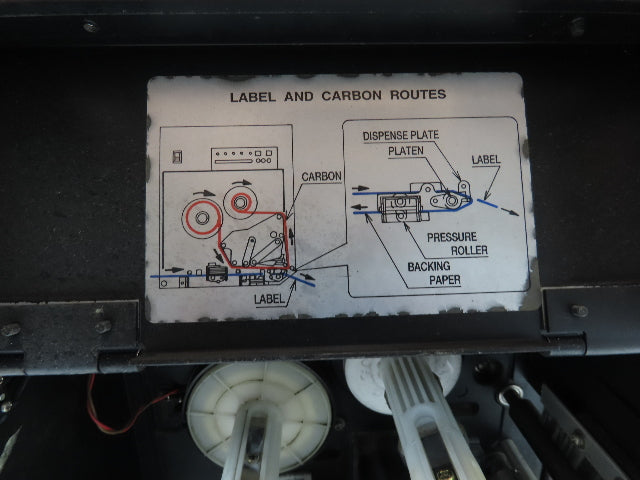 LABEL AND CARBON ROUTES
DISPENSE PLATE
PLATEN
LABEL
CARBON
PRESSURE
ROLLER
BACKING
PAPER
LABEL